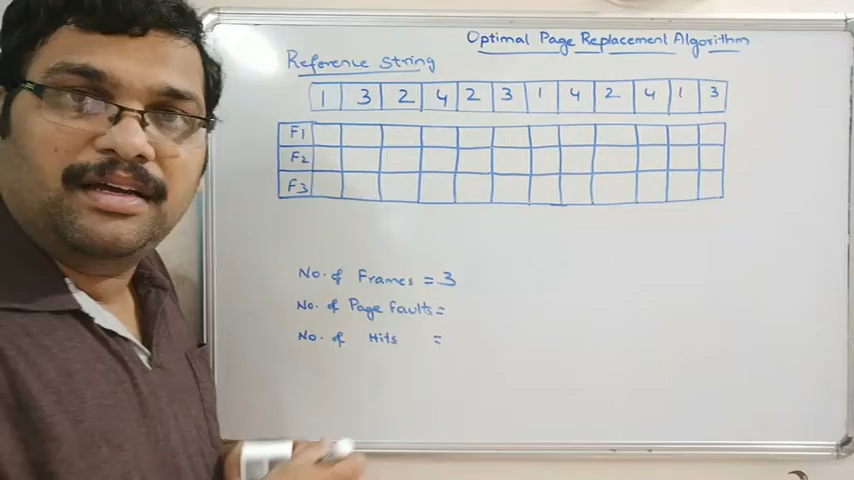 Optimal Page Replacement Algorithm
Reference String
1 3 2 4 2 3 1 4 2 4 1 3
F1
F2
F3
No. of Frames = 3
No. of Page Faults =
No. of Hits =